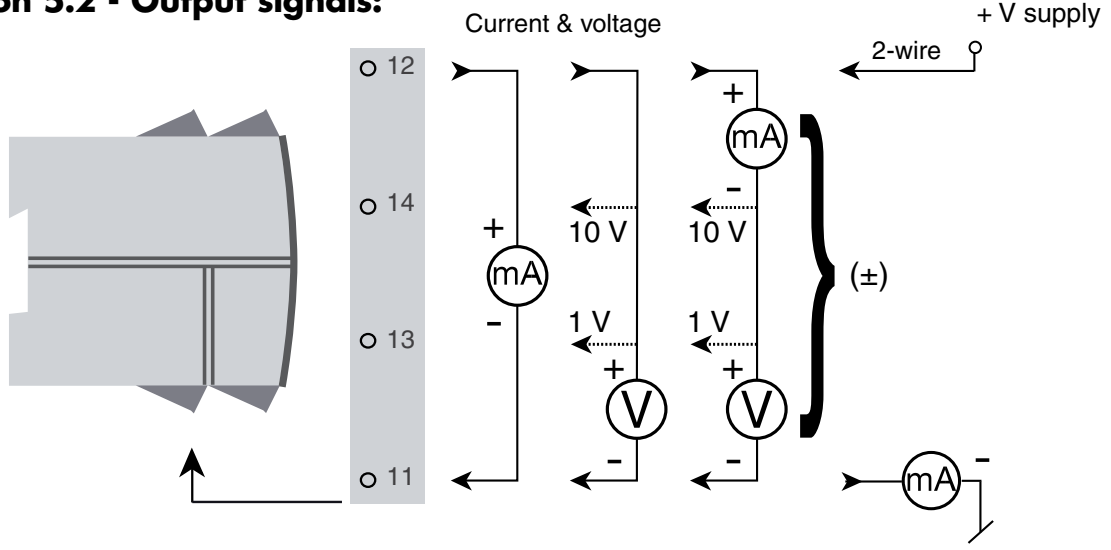 5.2 - Output signals:
Current & voltage
+ V supply
2-wire
12
14
13
11
+
mA
-
10 V
1 V
+
V
-
+
mA
-
10 V
1 V
+
V
-
(±)
mA
-